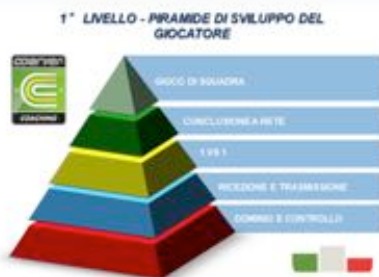 1° LIVELLO - PIRAMIDE DI SVILUPPO DEL
GIOCATORE
COERVER
COACHING
GIOCO DI SQUADRA
CONCLUSIONE A RETE
1 VS 1
RICEZIONE E TRASMISSIONE
DOMINIO E CONTROLLO